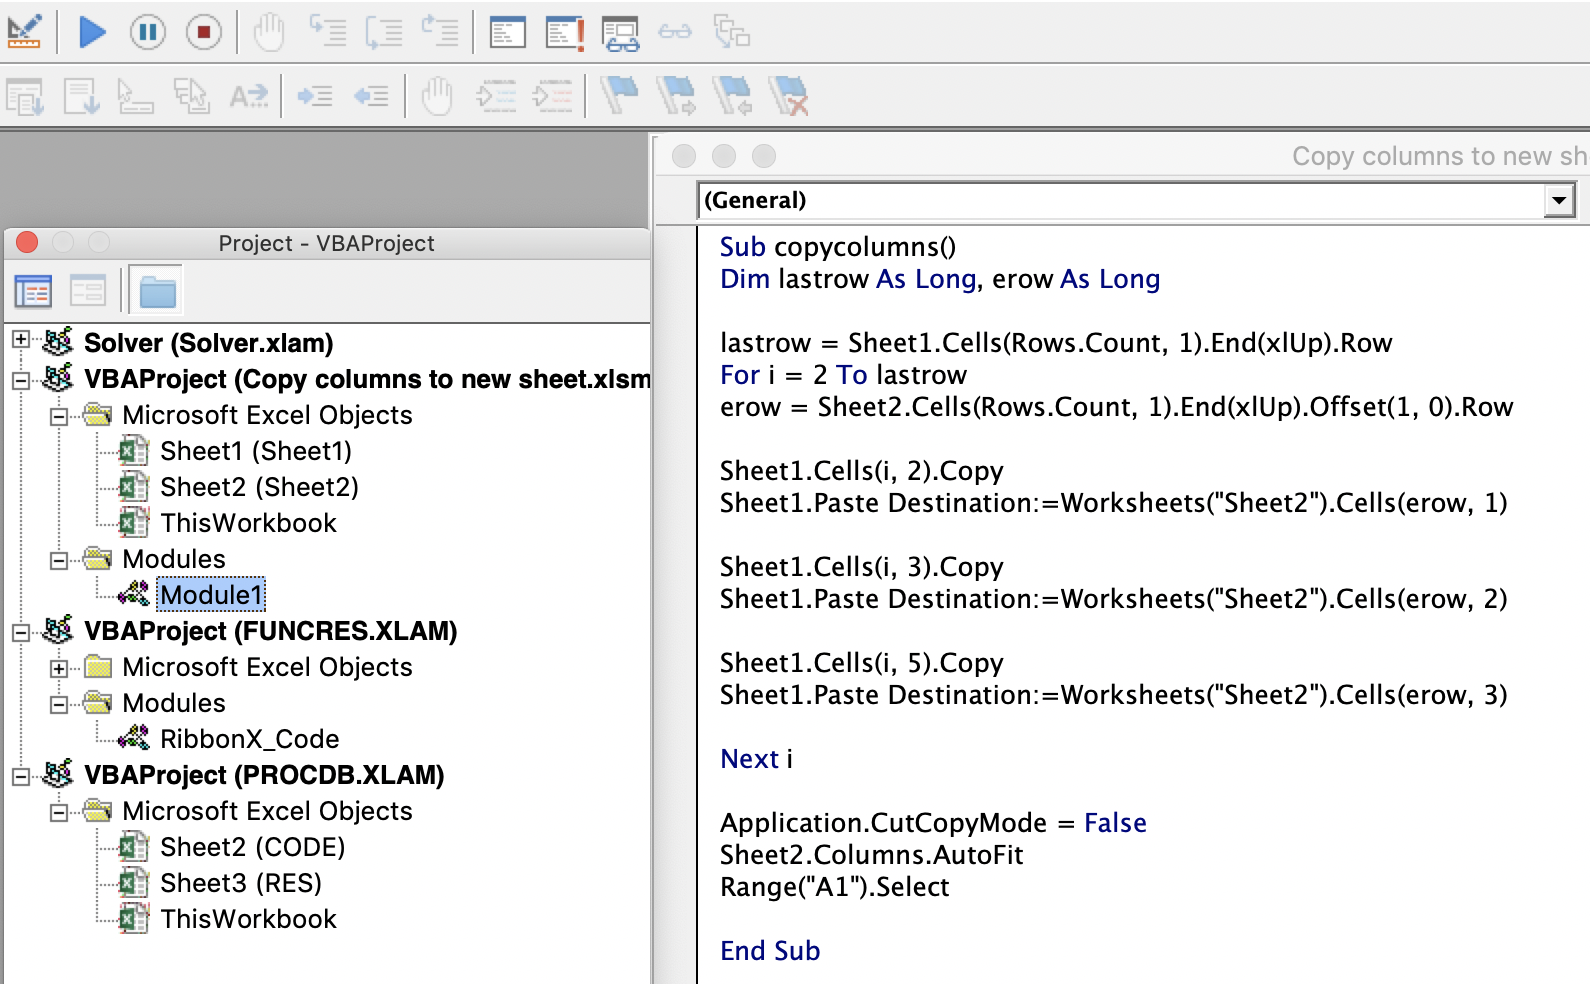 Copy columns to new sh
(General)
Project - VBAProject
Solver (Solver.xlam)
VBAProject (Copy columns to new sheet.xlsm
Microsoft Excel Objects
Sheet1 (Sheet1)
Sheet2 (Sheet2)
ThisWorkbook
Modules
Module1
VBAProject (FUNCRES.XLAM)
Microsoft Excel Objects
Modules
RibbonX_Code
VBAProject (PROCDB.XLAM)
Microsoft Excel Objects
Sheet2 (CODE)
Sheet3 (RES)
ThisWorkbook
Sub copycolumns()
Dim lastrow As Long, erow As Long
lastrow = Sheet1.Cells(Rows.Count, 1).End(xlUp).Row
For i = 2 To lastrow
erow = Sheet2.Cells(Rows.Count, 1).End(xlUp).Offset(1, 0).Row
Sheet1.Cells(i, 2).Copy
Sheet1.Paste Destination:=Worksheets("Sheet2").Cells(erow, 1)
Sheet1.Cells(i, 3).Copy
Sheet1.Paste Destination:=Worksheets("Sheet2").Cells(erow, 2)
Sheet1.Cells(i, 5).Copy
Sheet1.Paste Destination:=Worksheets("Sheet2").Cells(erow, 3)
Next i
Application.CutCopyMode = False
Sheet2.Columns.AutoFit
Range("A1").Select
End Sub